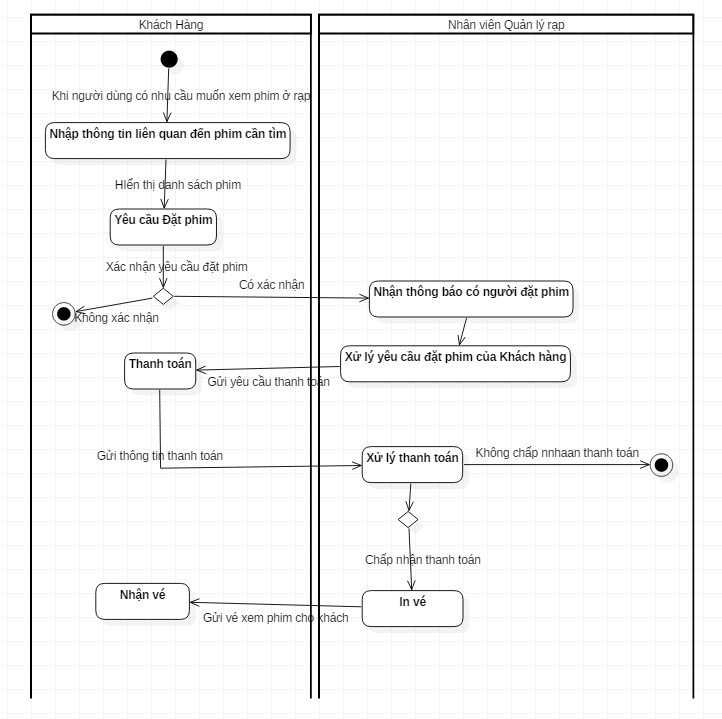 Khách Hàng
Nhân viên Quản lý rạp
Khi người dùng có nhu cầu muốn xem phim ở rạp
Nhập thông tin liên quan đến phim cần tìm
HIển thị danh sách phim
Yêu cầu Đặt phim
Xác nhận yêu cầu đặt phim
Có xác nhận
Nhận thông báo có người đặt phim
Không xác nhận
Xử lý yêu cầu đặt phim của Khách hàng
Thanh toán
Gửi yêu cầu thanh toán
Gửi thông tin thanh toán
Xử lý thanh toán
Không chấp nnhaan thanh toán
Chấp nhận thanh toán
Nhận vé
In vé
Gửi vé xem phim cho khách